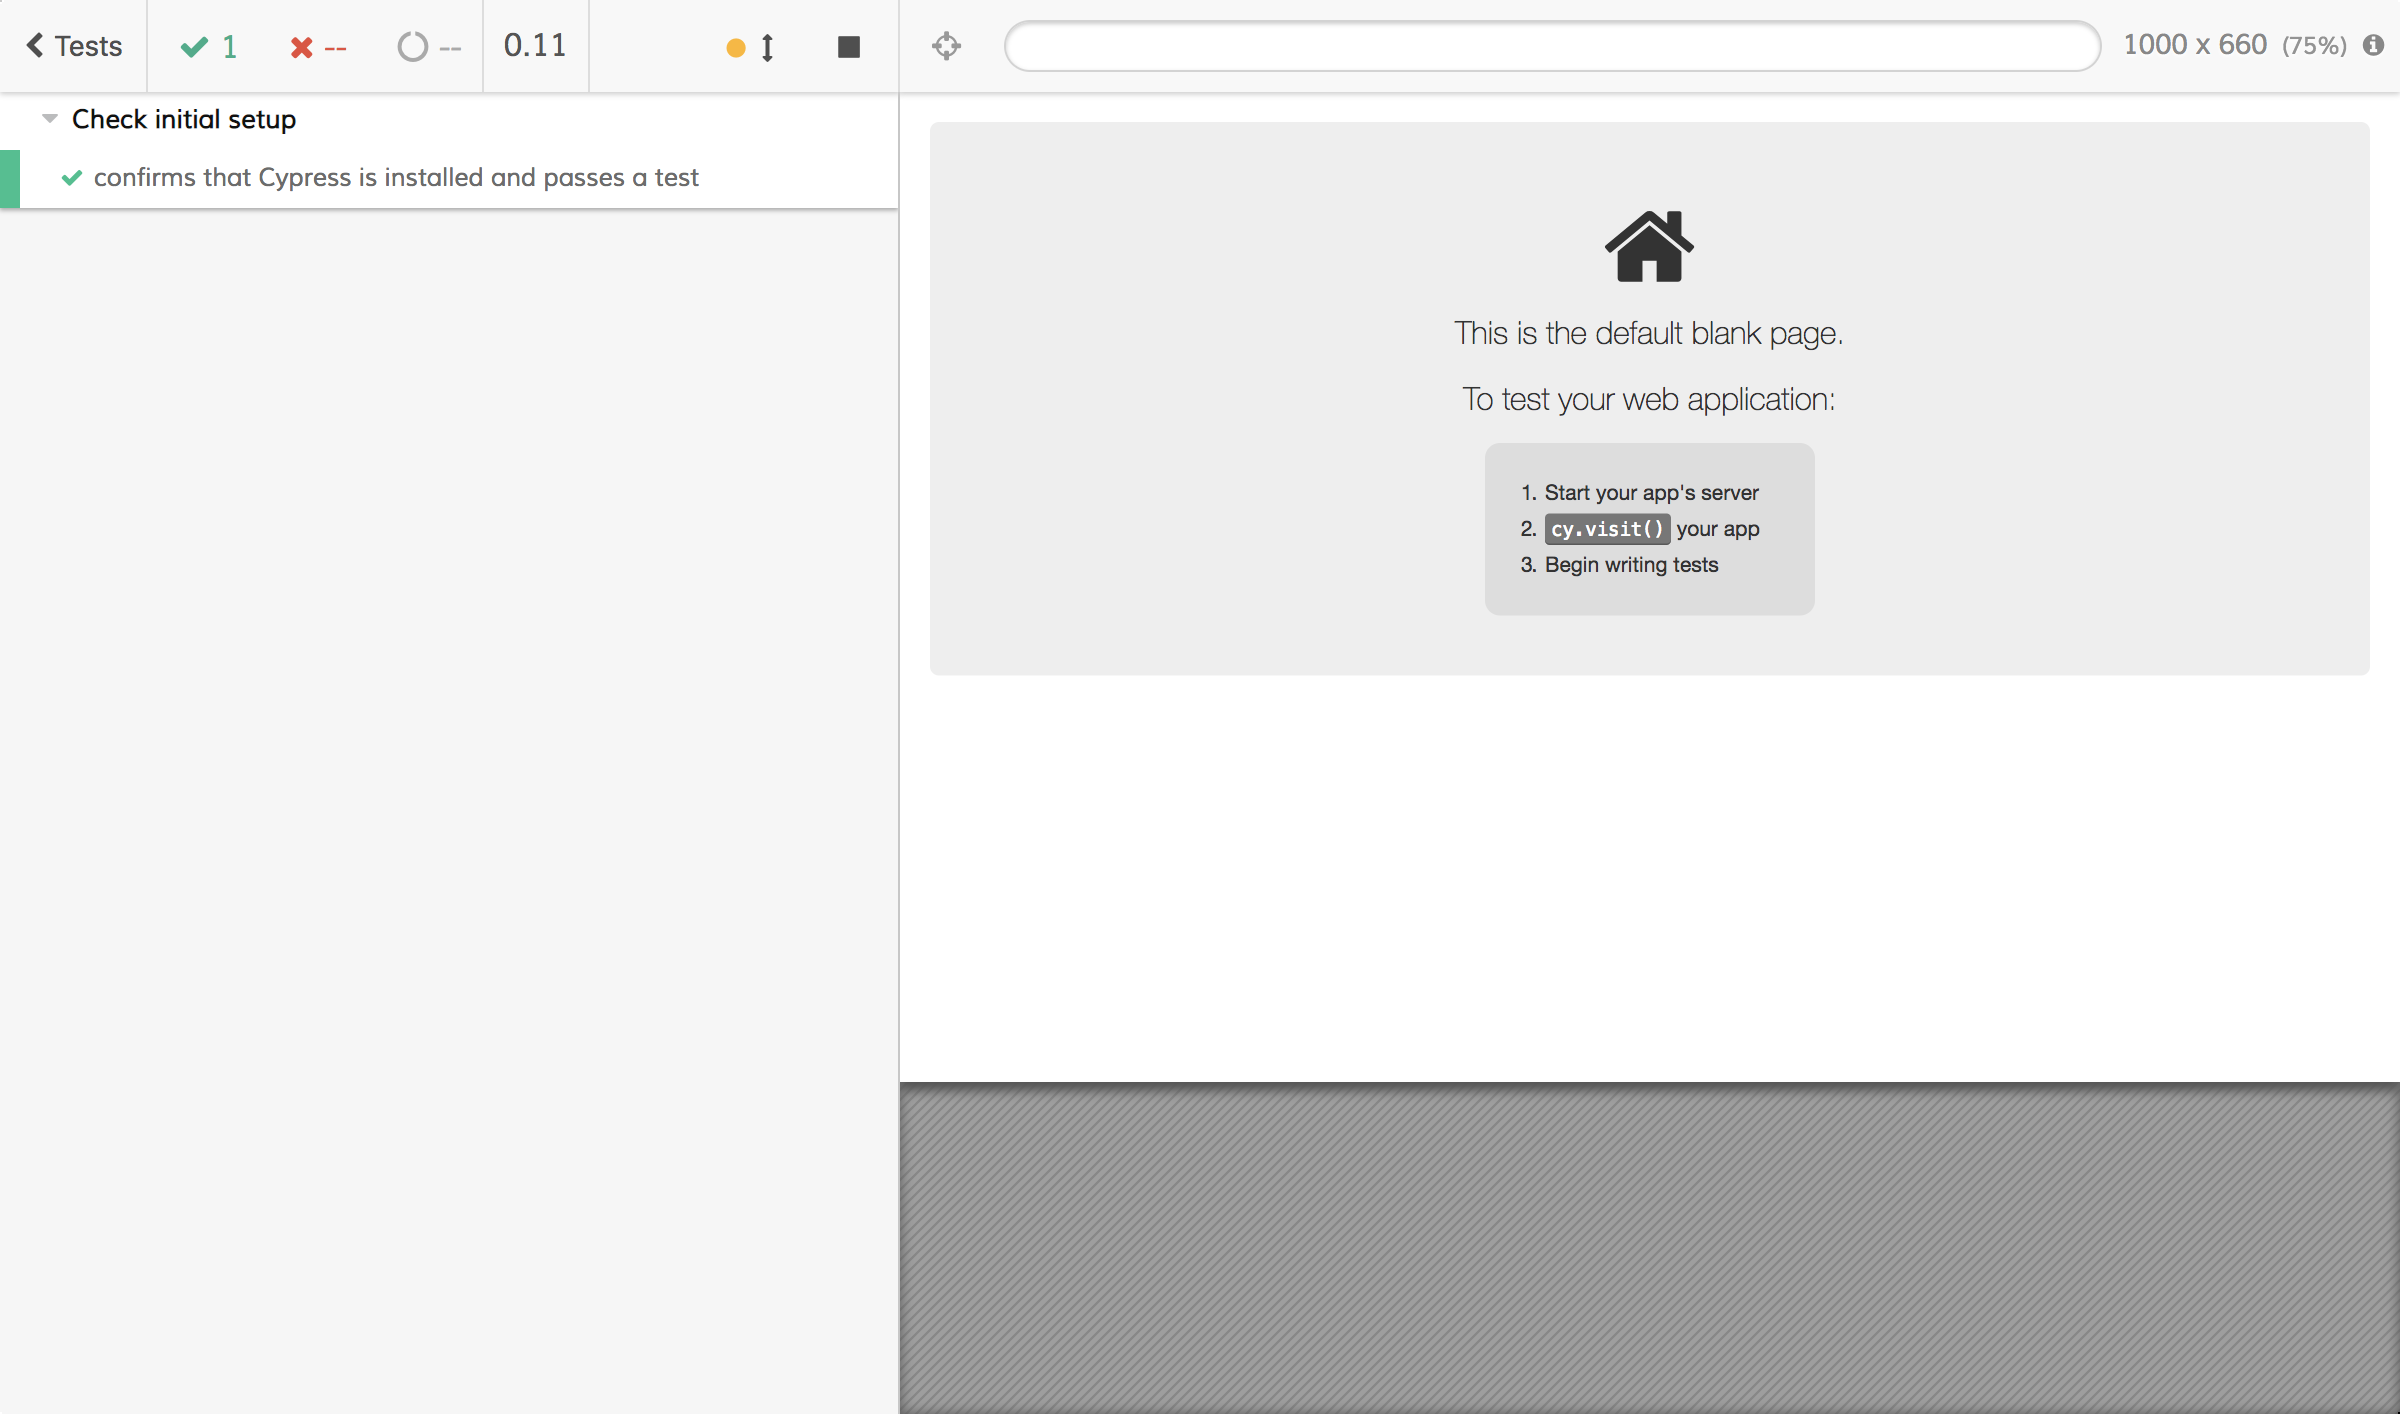 Tests 1 -- -- 0.11
1000 x 660 (75%)
Check initial setup
confirms that Cypress is installed and passes a test
This is the default blank page.
To test your web application:
1. Start your app's server
2. cy.visit() your app
3. Begin writing tests